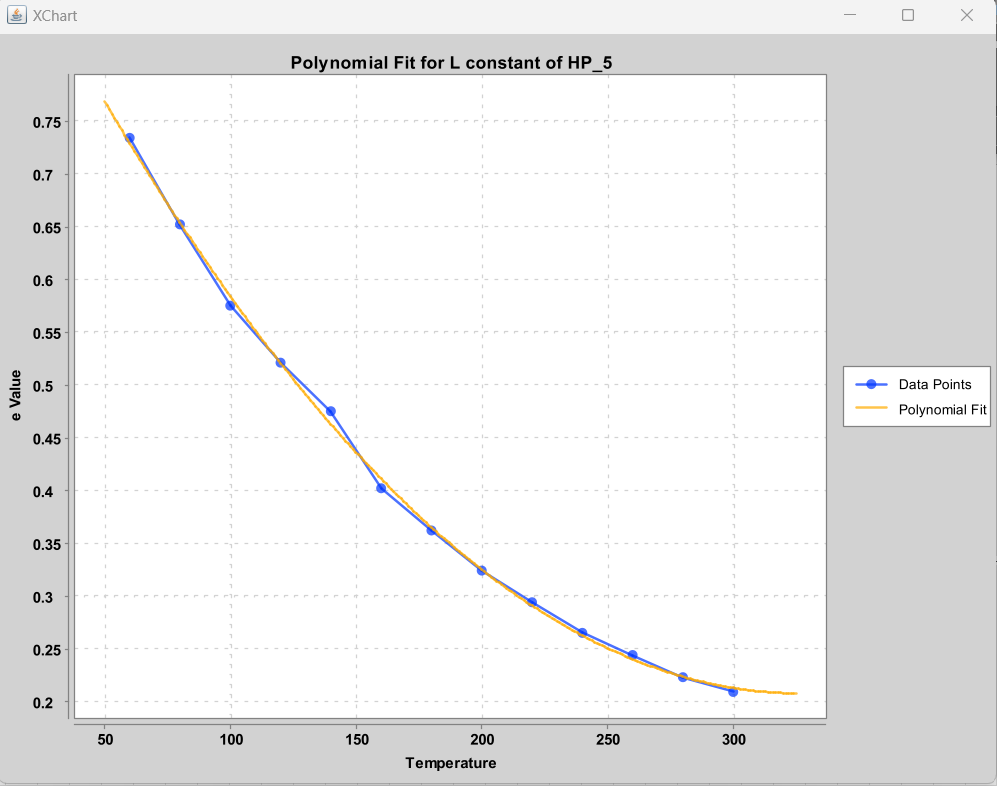 XChart
Polynomial Fit for L constant of HP_5
0.75
0.7
0.65
0.6
0.55
0.5
0.45
0.4
0.35
0.3
0.25
0.2
e Value
Data Points
Polynomial Fit
50 100 150 200 250 300
Temperature